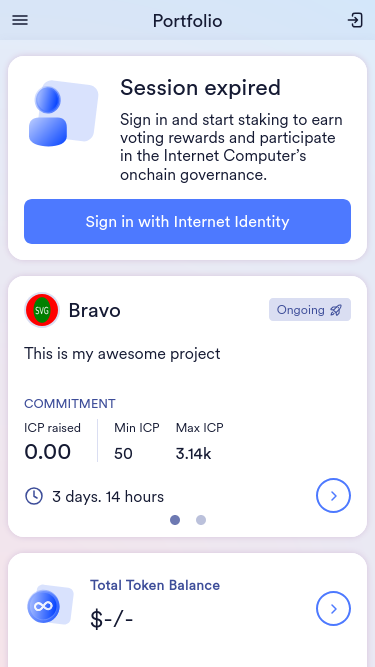 Portfolio
Session expired
Sign in and start staking to earn
voting rewards and participate
in the Internet Computer’s
onchain governance.
Sign in with Internet Identity
SVG
Bravo
Ongoing
This is my awesome project
COMMITMENT
ICP raised Min ICP Max ICP
0.00 50 3.14k
3 days. 14 hours
Total Token Balance
$-/-